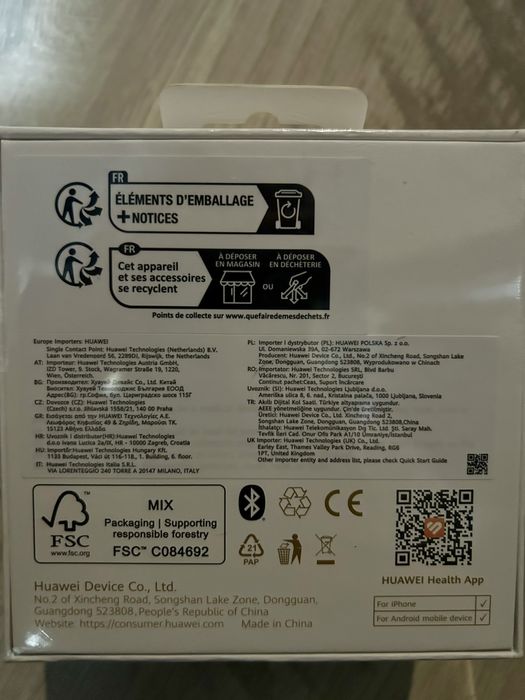 FR
ÉLÉMENTS D'EMBALLAGE
+ NOTICES
FR
Cet appareil
et ses accessoires
se recyclent
À DÉPOSER
EN MAGASIN
OU
À DÉPOSER
EN DÉCHÈTERIE
Points de collecte sur www.quefairedemesdechets.fr
Europe Importers: HUAWEI
Single Contact Point: Huawei Technologies (Netherlands) B.V.
Laan van Vredenoord 56, 2289DJ, Rijswijk, the Netherlands
AT: Importeur: Huawei Technologies Austria GmbH,
IZD Tower, 9. Stock, Wagramer Straße 19, 1220,
Wien, Österreich.
BG: Производител: Хуауей Дивайс Ко., Ltd. Китай
Вносител: Хуауей Текнолоджис България ЕООД
Адрес(BG): гр.София, бул. Цариградско шосе 115Г
CZ: Dovozce (CZ): Huawei Technologies
(Czech) s.r.o. Jihlavská 1558/21, 140 00 Praha
GR: Εισάγεται από την HUAWEI Τεχνολογίες Α.Ε.
Λεωφόρος Κηφισίας 49 & Ζηρίδη, Μαρούσι ΤΚ.
15123 Αθήνα Ελλάδα
HR: Uvoznik i distributer(HR):Huawei Technologies
d.o.o Ivana Lučića 2a/II, HR - 10000 Zagreb, Croatia
HU: Importőr:Huawei Technologies Hungary Kft.
1133 Budapest, Váci út 116-118., 1. Building, 6. floor.
IT: Huawei Technologies Italia S.R.L.
VIA LORENTEGGIO 240 TORRE A 20147 MILANO, ITALY
PL: Importer i dystrybutor (PL): HUAWEI POLSKA Sp. z o.o.
Ul. Domaniewska 39A, 02-672 Warszawa
Producent: Huawei Device Co., Ltd., No.2 of Xincheng Road, Songshan Lake
Zone, Dongguan, Guangdong 523808, Wyprodukowano w Chinach
RO: Importator: Huawei Technologies SRL, Blvd Barbu
Văcărescu, Nr. 201, Sector 2, București
Continut pachet:Ceas, Suport încărcare
Uvoznik: (SI): Huawei Technologies Ljubljana d.o.o.
Ameriška ulica 8, 6. nad., Kristalna palača, 1000 Ljubljana, Slovenija
TR: Akıllı Dijital Kol Saati. Türkiye altyapısına uygundur.
AEEE yönetmeliğine uygundur. Çin'de üretilmiştir.
Üretici: Huawei Device Co., Ltd. Xincheng Road 2,
Songshan Lake Zone, Dongguan, Guangdong 523808,China
İthalatçı: Huawei Telekomünikasyon Dış Tic. Ltd. Şti. Saray Mah.
Tevfik İleri Cad. Onur Ofis Park A1/10 Ümraniye/İstanbul
UK Importer: Huawei Technologies (UK) Co., Ltd.
Earley East, Thames Valley Park Drive, Reading, RG6
1PT, United Kingdom
Other importer entity and address list, please check Quick Start Guide
FSC
www.fsc.org
MIX
Packaging | Supporting
responsible forestry
FSC™ C084692
CE
21
PAP
HUAWEI Health App
For iPhone ✓
For Android mobile device ✓
Huawei Device Co., Ltd.
No.2 of Xincheng Road, Songshan Lake Zone, Dongguan,
Guangdong 523808,People's Republic of China
Website: https://consumer.huawei.com Made in China